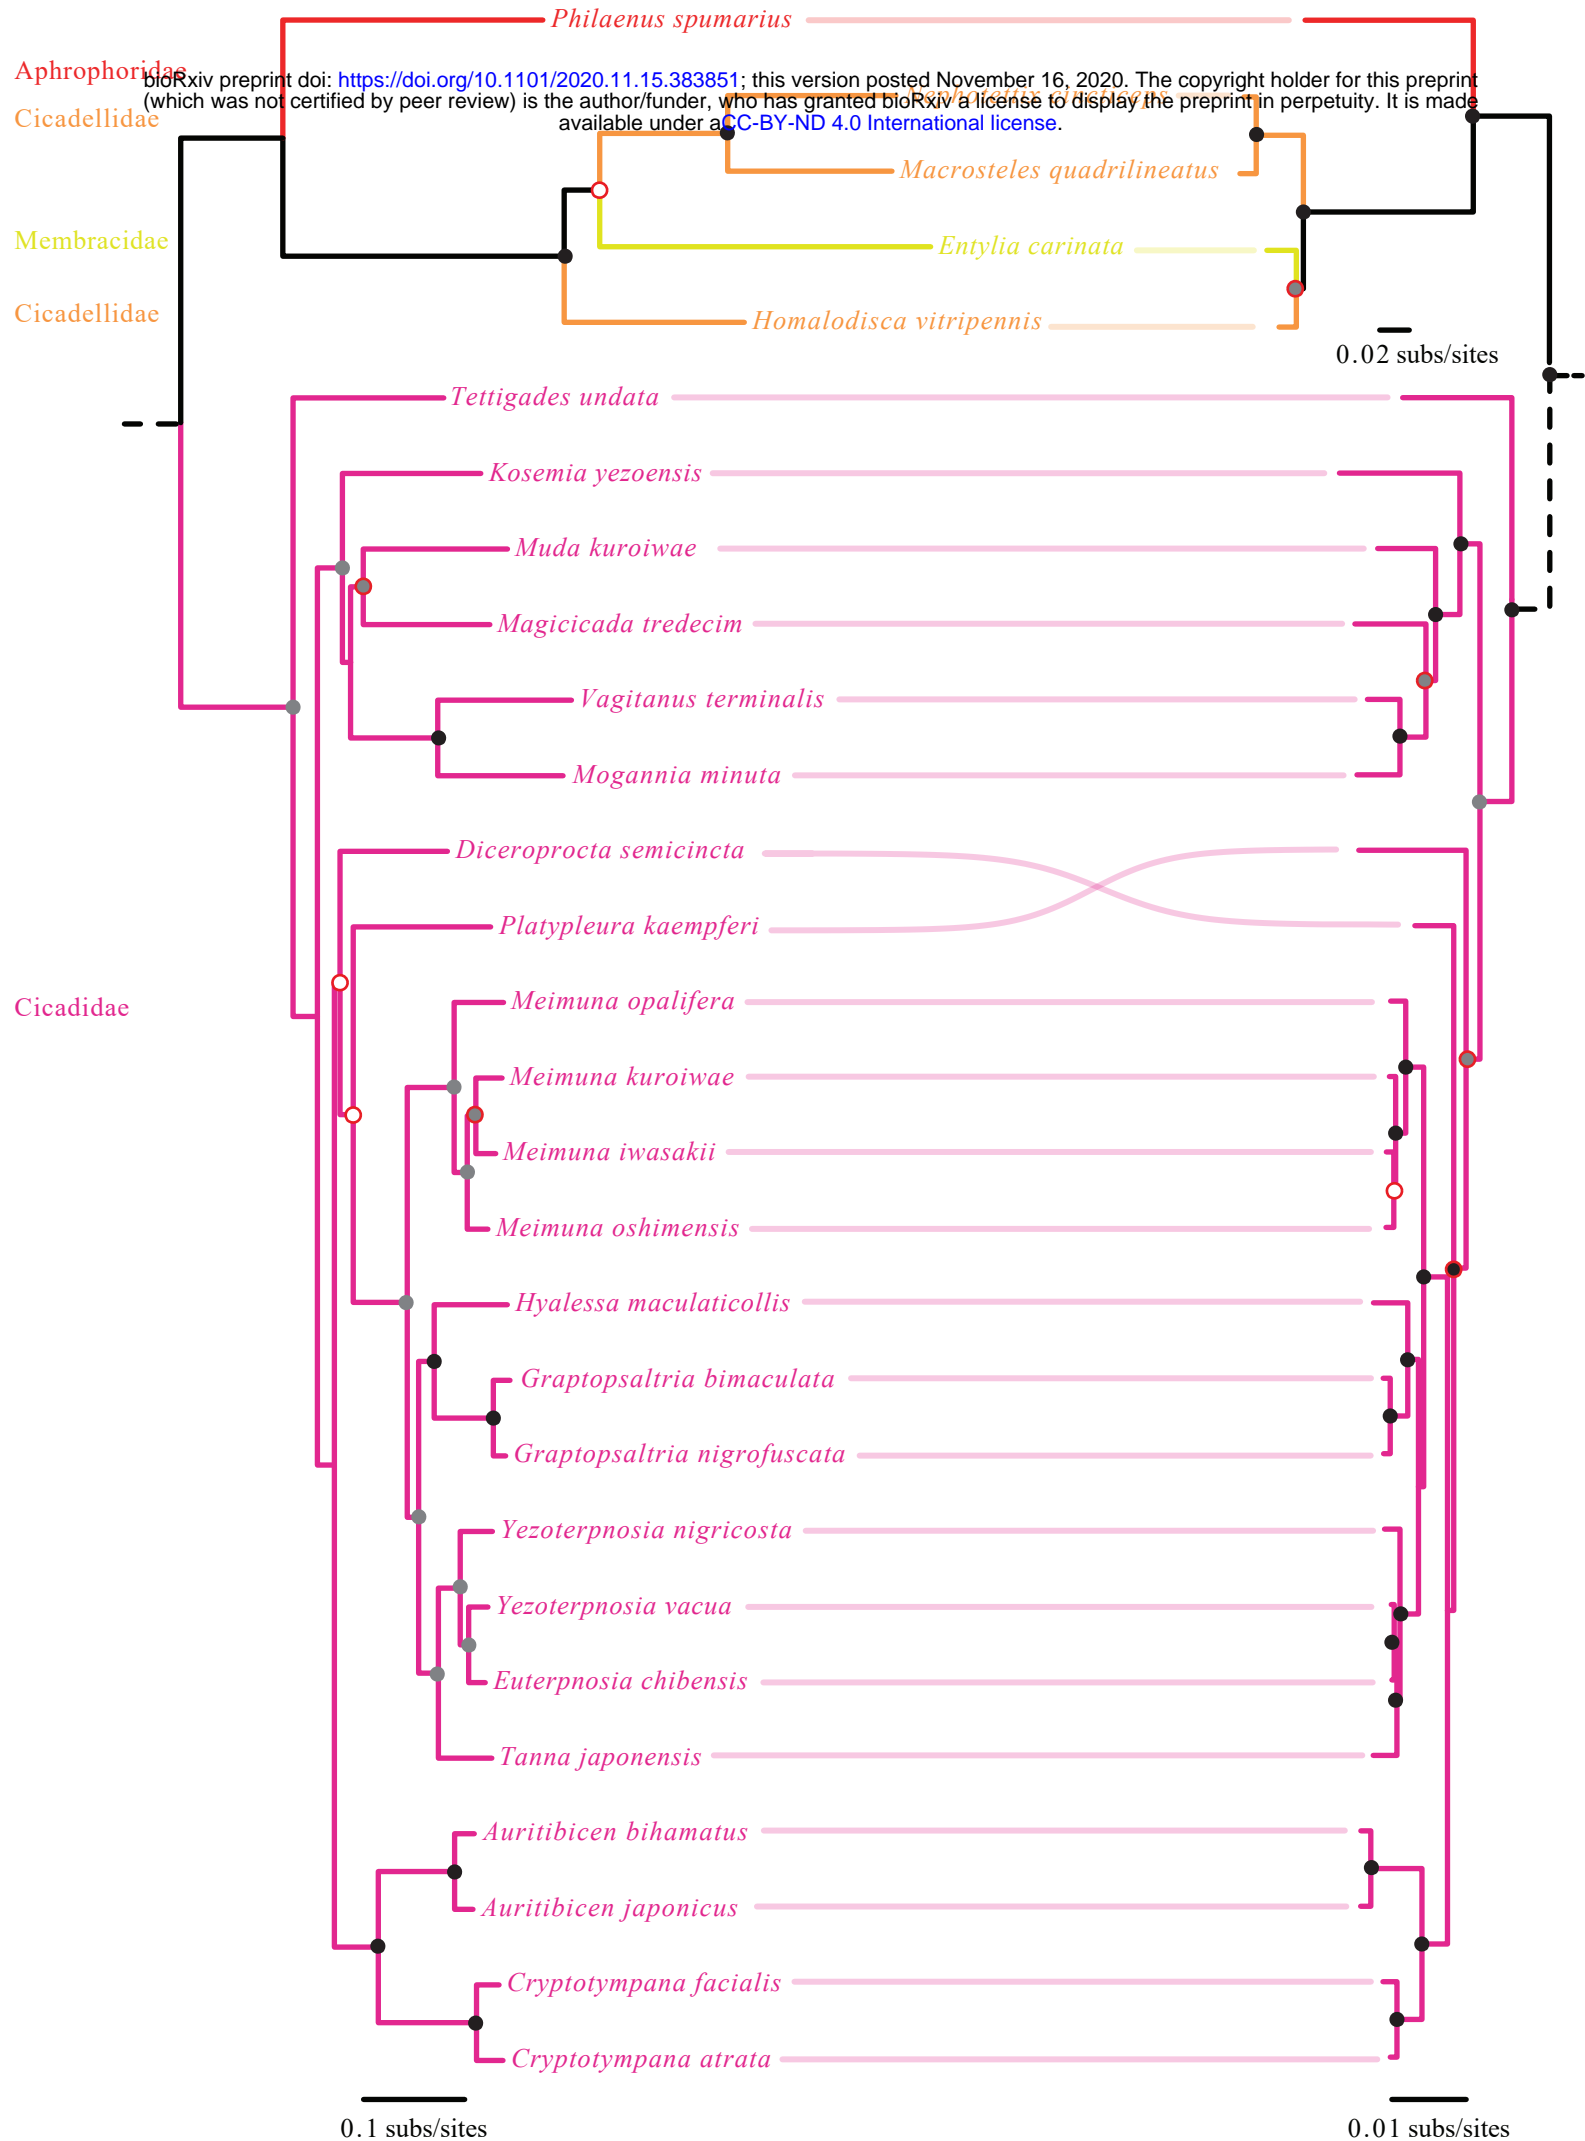 Philaenus spumarius
Aphrophoridae
bioRxiv preprint doi: https://doi.org/10.1101/2020.11.15.383851; this version posted November 16, 2020. The copyright holder for this preprint
(which was not certified by peer review) is the author/funder, who has granted bioRxiv a license to display the preprint in perpetuity. It is made
available under aCC-BY-ND 4.0 International license.
Nephotettix cincticeps
Cicadellidae
Macrosteles quadrilineatus
Membracidae
Entylia carinata
Cicadellidae
Homalodisca vitripennis
0.02 subs/sites
Tettigades undata
Kosemia yezoensis
Muda kuroiwae
Magicicada tredecim
Vagitanus terminalis
Mogannia minuta
Diceroprocta semicincta
Platypleura kaempferi
Cicadidae
Meimuna opalifera
Meimuna kuroiwae
Meimuna iwasakii
Meimuna oshimensis
Hyalessa maculaticollis
Graptopsaltria bimaculata
Graptopsaltria nigrofuscata
Yezoterpnosia nigricosta
Yezoterpnosia vacua
Euterpnosia chibensis
Tanna japonensis
Auritibicen bihamatus
Auritibicen japonicus
Cryptotympana facialis
Cryptotympana atrata
0.1 subs/sites
0.01 subs/sites